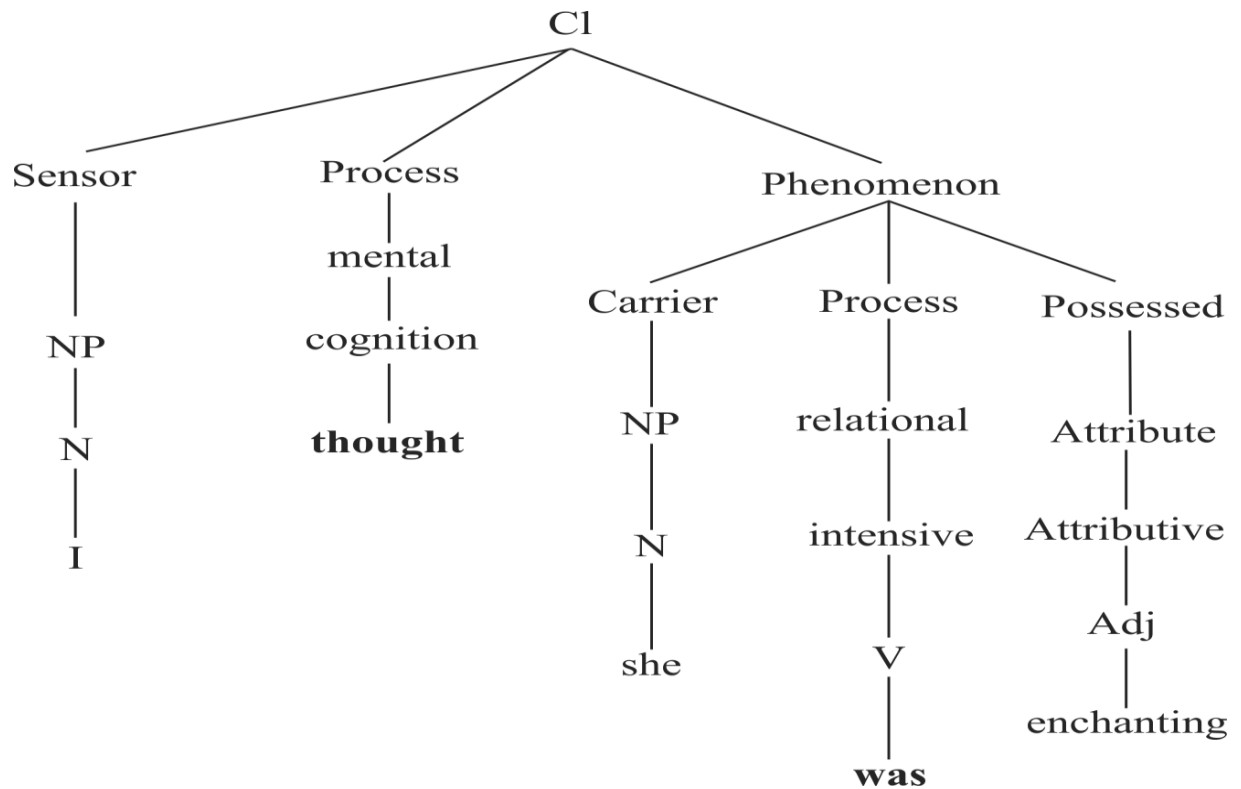 Cl
Sensor Process Phenomenon
mental
Carrier Process Possessed
NP cognition
NP relational Attribute
N thought
Attributive
I N intensive
Adj
she V
enchanting
was